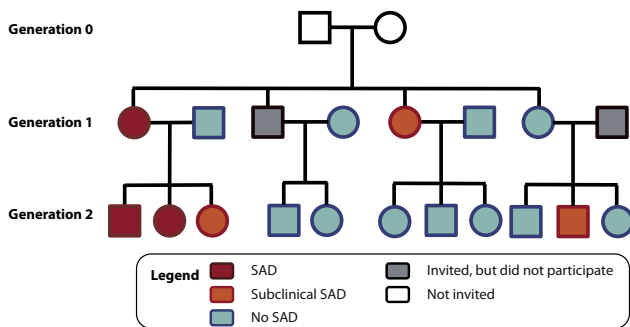 Generation 0
Generation 1
Generation 2
Legend
SAD
Subclinical SAD
No SAD
Invited, but did not participate
Not invited